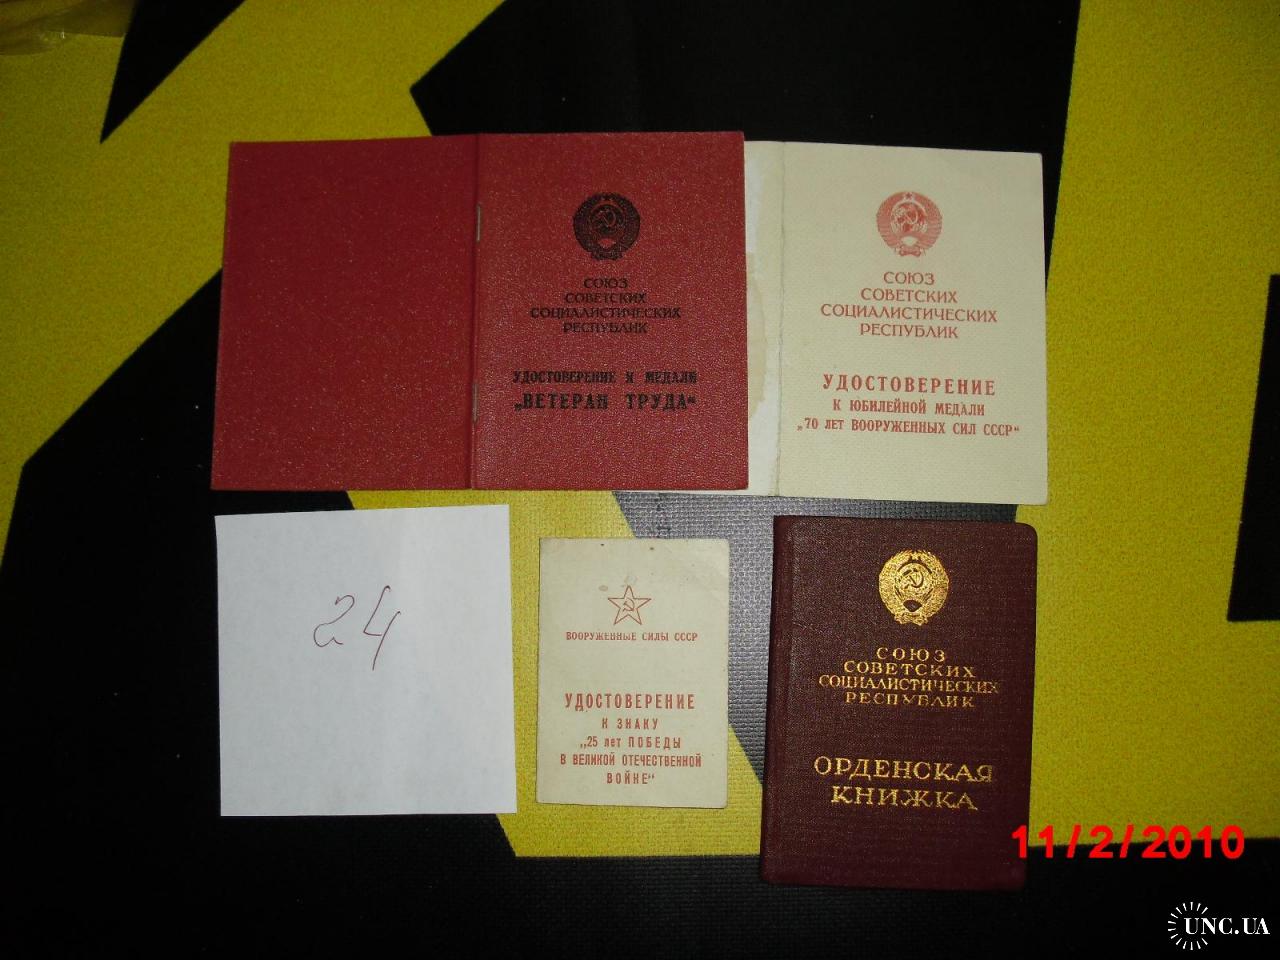 СОЮЗ
СОВЕТСКИХ
СОЦИАЛИСТИЧЕСКИХ
РЕСПУБЛИК
УДОСТОВЕРЕНИЕ К МЕДАЛИ
„ВЕТЕРАН ТРУДА“
СОЮЗ
СОВЕТСКИХ
СОЦИАЛИСТИЧЕСКИХ
РЕСПУБЛИК
УДОСТОВЕРЕНИЕ
К ЮБИЛЕЙНОЙ МЕДАЛИ
„70 ЛЕТ ВООРУЖЕННЫХ СИЛ СССР“
24
ВООРУЖЕННЫЕ СИЛЫ СССР
УДОСТОВЕРЕНИЕ
К ЗНАКУ
„25 лет ПОБЕДЫ
В ВЕЛИКОЙ ОТЕЧЕСТВЕННОЙ
ВОЙНЕ“
СОЮЗ
СОВЕТСКИХ
СОЦИАЛИСТИЧЕСКИХ
РЕСПУБЛИК
ОРДЕНСКАЯ
КНИЖКА
11/2/2010
UNC.UA